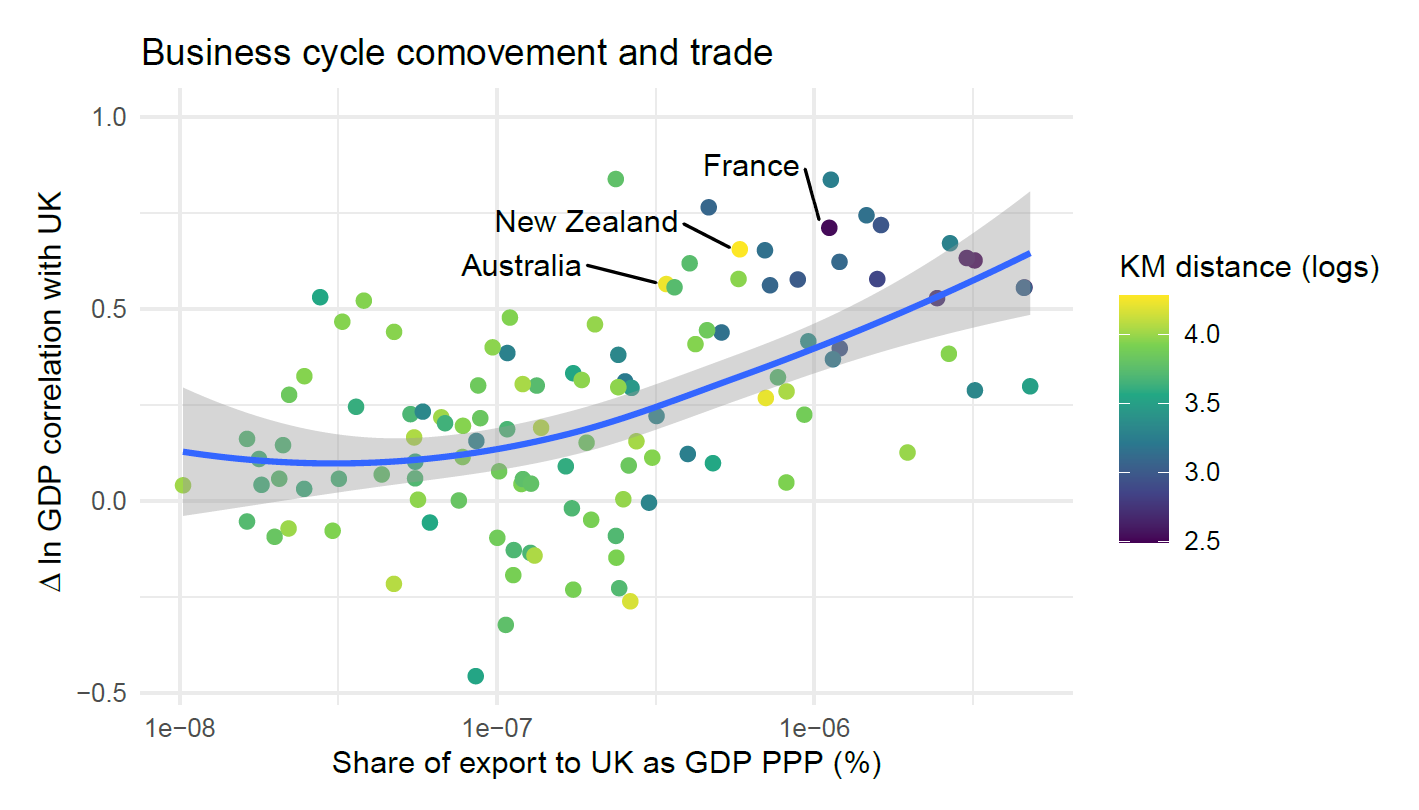 Business cycle comovement and trade
1.0
0.5
0.0
−0.5
Δ ln GDP correlation with UK
France
New Zealand
Australia
1e−08
1e−07
1e−06
Share of export to UK as GDP PPP (%)
KM distance (logs)
4.0
3.5
3.0
2.5